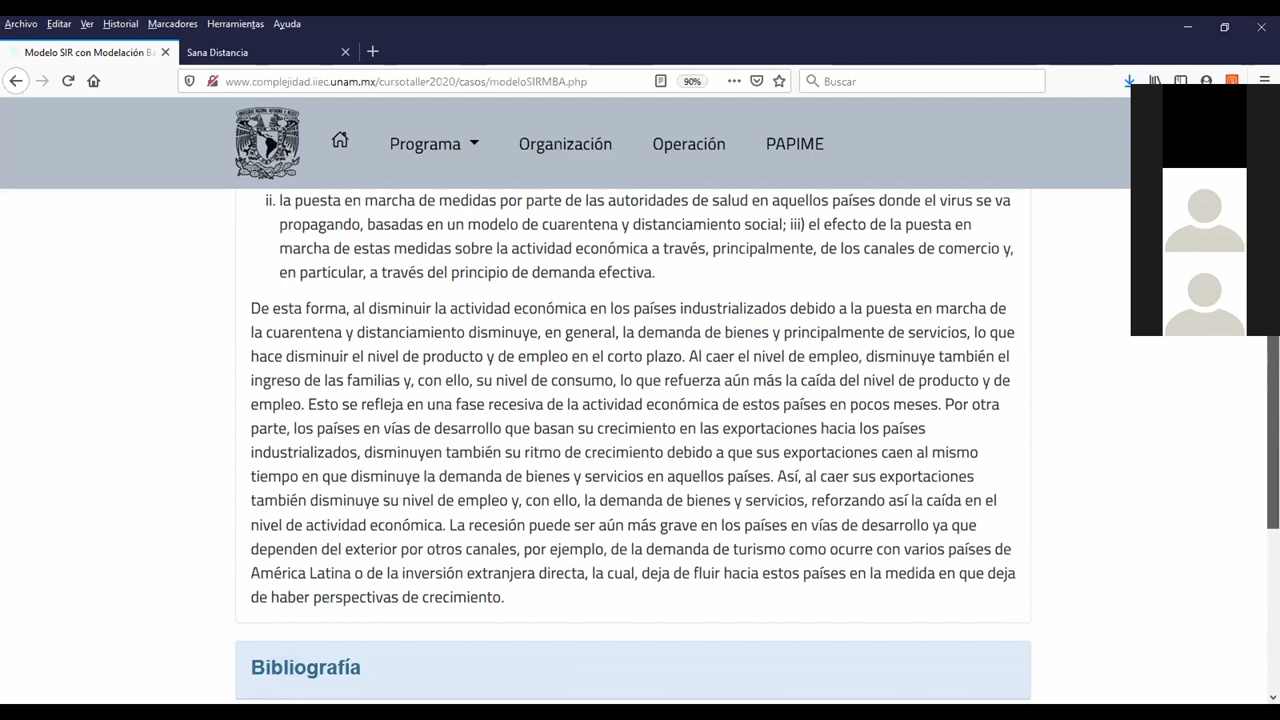 Archivo Editar Ver Historial Marcadores Herramientas Ayuda
Modelo SIR con Modelación Ba
Sana Distancia
www.complejidad.iiec.unam.mx/cursotaller2020/casos/modeloSIRMBA.php
90%
Buscar
Programa
Organización
Operación
PAPIME
ii. la puesta en marcha de medidas por parte de las autoridades de salud en aquellos países donde el virus se va
propagando, basadas en un modelo de cuarentena y distanciamiento social; iii) el efecto de la puesta en
marcha de estas medidas sobre la actividad económica a través, principalmente, de los canales de comercio y,
en particular, a través del principio de demanda efectiva.
De esta forma, al disminuir la actividad económica en los países industrializados debido a la puesta en marcha de
la cuarentena y distanciamiento disminuye, en general, la demanda de bienes y principalmente de servicios, lo que
hace disminuir el nivel de producto y de empleo en el corto plazo. Al caer el nivel de empleo, disminuye también el
ingreso de las familias y, con ello, su nivel de consumo, lo que refuerza aún más la caída del nivel de producto y de
empleo. Esto se refleja en una fase recesiva de la actividad económica de estos países en pocos meses. Por otra
parte, los países en vías de desarrollo que basan su crecimiento en las exportaciones hacia los países
industrializados, disminuyen también su ritmo de crecimiento debido a que sus exportaciones caen al mismo
tiempo en que disminuye la demanda de bienes y servicios en aquellos países. Así, al caer sus exportaciones
también disminuye su nivel de empleo y, con ello, la demanda de bienes y servicios, reforzando así la caída en el
nivel de actividad económica. La recesión puede ser aún más grave en los países en vías de desarrollo ya que
dependen del exterior por otros canales, por ejemplo, de la demanda de turismo como ocurre con varios países de
América Latina o de la inversión extranjera directa, la cual, deja de fluir hacia estos países en la medida en que deja
de haber perspectivas de crecimiento.
Bibliografía